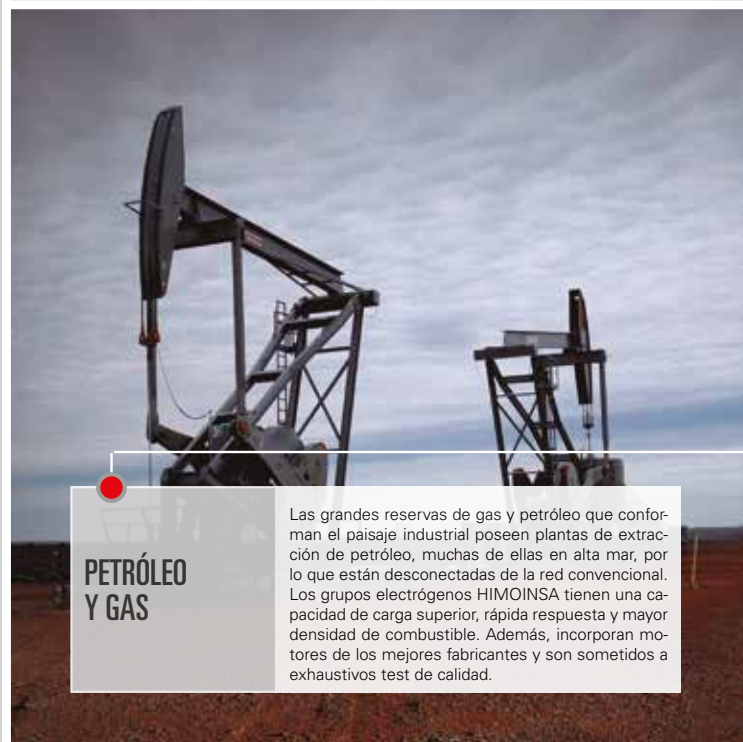 PETRÓLEO
Y GAS
Las grandes reservas de gas y petróleo que confor-
man el paisaje industrial poseen plantas de extrac-
ción de petróleo, muchas de ellas en alta mar, por
lo que están desconectadas de la red convencional.
Los grupos electrógenos HIMOINSA tienen una ca-
pacidad de carga superior, rápida respuesta y mayor
densidad de combustible. Además, incorporan mo-
tores de los mejores fabricantes y son sometidos a
exhaustivos test de calidad.